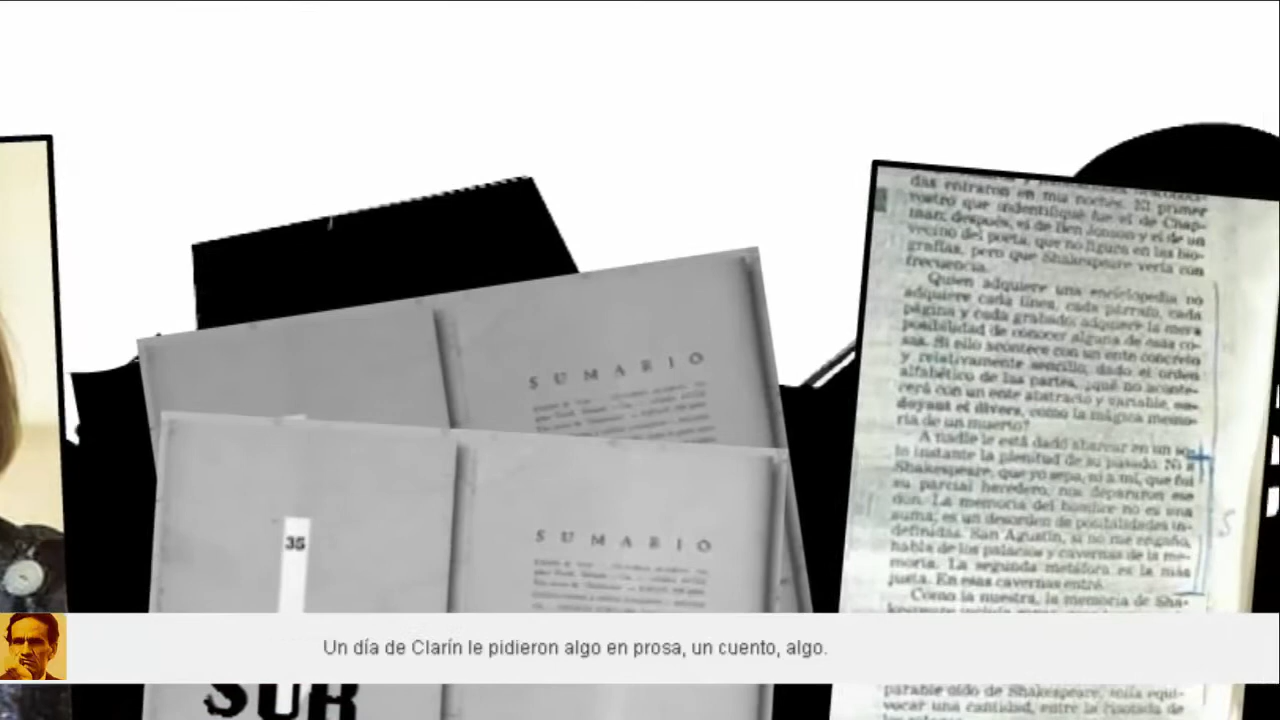 SUMARIO
SUMARIO
35
SUR
das entraron en mis noches. El primer
rostro que indentifiqué fue el de Chap-
man; después, el de Ben Jonson y el de un
vecino del poeta, que no figura en las bio-
grafías, pero que Shakespeare vería con
frecuencia.
Quien adquiere una enciclopedia no
adquiere cada línea, cada párrafo, cada
página y cada grabado; adquiere la mera
posibilidad de conocer alguna de esas co-
sas. Si ello acontece con un ente concreto
y relativamente sencillo, dado el orden
alfabético de las partes, ¿qué no aconte-
cerá con un ente abstracto y variable, on-
doyant et divers, como la mágica memo-
ria de un muerto?
A nadie le está dado abarcar en un so-
lo instante la plenitud de su pasado. Ni a
Shakespeare, que yo sepa, ni a mí, que fui
su parcial heredero, nos depararon ese
don. La memoria del hombre no es una
suma; es un desorden de posibilidades in-
definidas. San Agustín, si no me engaño,
habla de los palacios y cavernas de la me-
moria. La segunda metáfora es la más
justa. En esas cavernas entré.
Como la nuestra, la memoria de Sha-
Un día de Clarín le pidieron algo en prosa, un cuento, algo.
parable oído de Shakespeare, solía equi-
vocar una cantidad, entre la risotada de